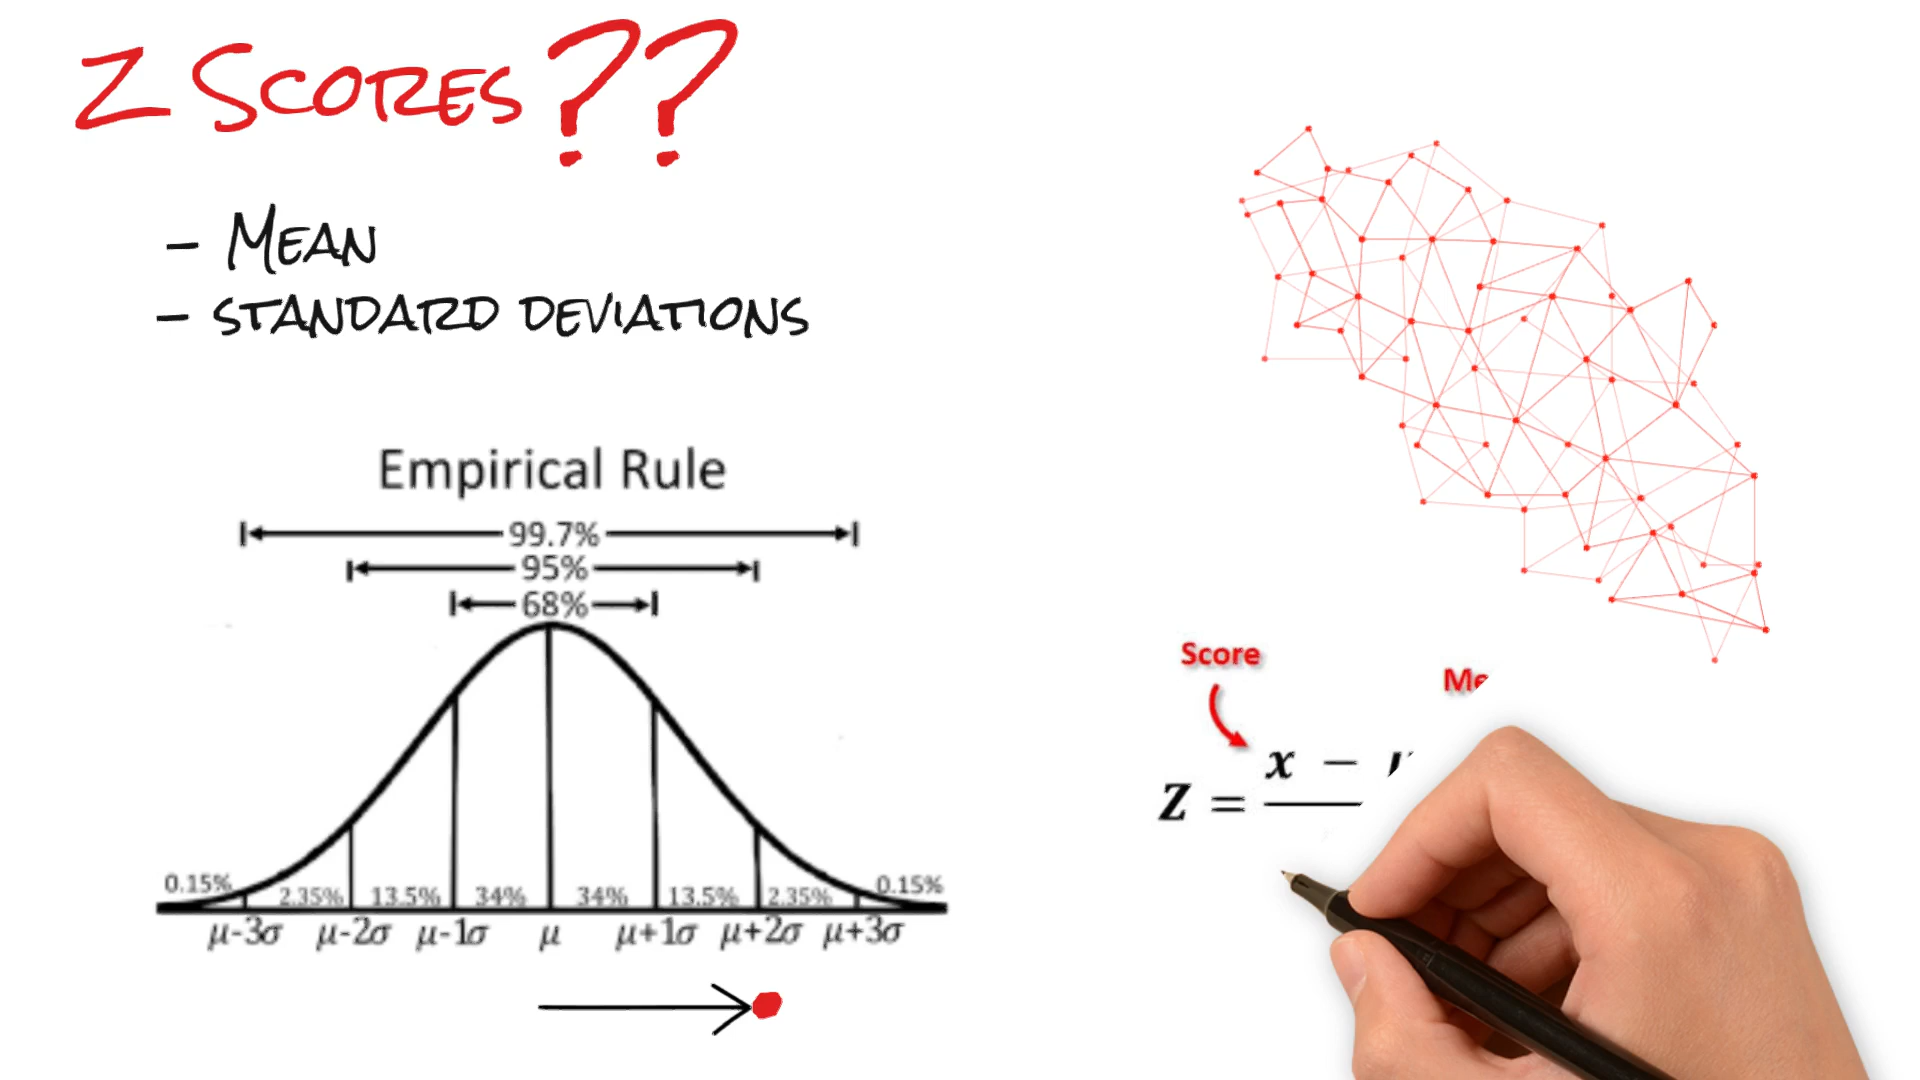 Z SCORES??
- MEAN
- STANDARD DEVIATIONS
Empirical Rule
99.7%
95%
68%
0.15% 2.35% 13.5% 34% 34% 13.5% 2.35% 0.15%
μ-3σ μ-2σ μ-1σ μ μ+1σ μ+2σ μ+3σ
Score
Z = x −